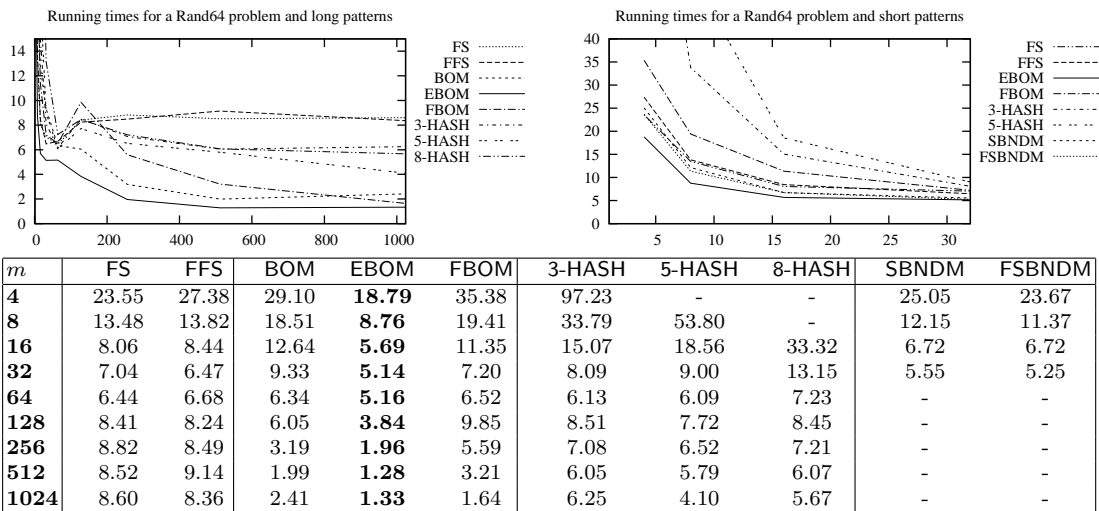 Running times for a Rand64 problem and long patterns
14
12
10
8
6
4
2
0
0 200 400 600 800 1000
FS
FFS
BOM
EBOM
FBOM
3-HASH
5-HASH
8-HASH
Running times for a Rand64 problem and short patterns
40
35
30
25
20
15
10
5
0
5 10 15 20 25 30
FS
FFS
EBOM
FBOM
3-HASH
5-HASH
SBNDM
FSBNDM
m FS FFS BOM EBOM FBOM 3-HASH 5-HASH 8-HASH SBNDM FSBNDM
4 23.55 27.38 29.10 18.79 35.38 97.23 - - 25.05 23.67
8 13.48 13.82 18.51 8.76 19.41 33.79 53.80 - 12.15 11.37
16 8.06 8.44 12.64 5.69 11.35 15.07 18.56 33.32 6.72 6.72
32 7.04 6.47 9.33 5.14 7.20 8.09 9.00 13.15 5.55 5.25
64 6.44 6.68 6.34 5.16 6.52 6.13 6.09 7.23 - -
128 8.41 8.24 6.05 3.84 9.85 8.51 7.72 8.45 - -
256 8.82 8.49 3.19 1.96 5.59 7.08 6.52 7.21 - -
512 8.52 9.14 1.99 1.28 3.21 6.05 5.79 6.07 - -
1024 8.60 8.36 2.41 1.33 1.64 6.25 4.10 5.67 - -